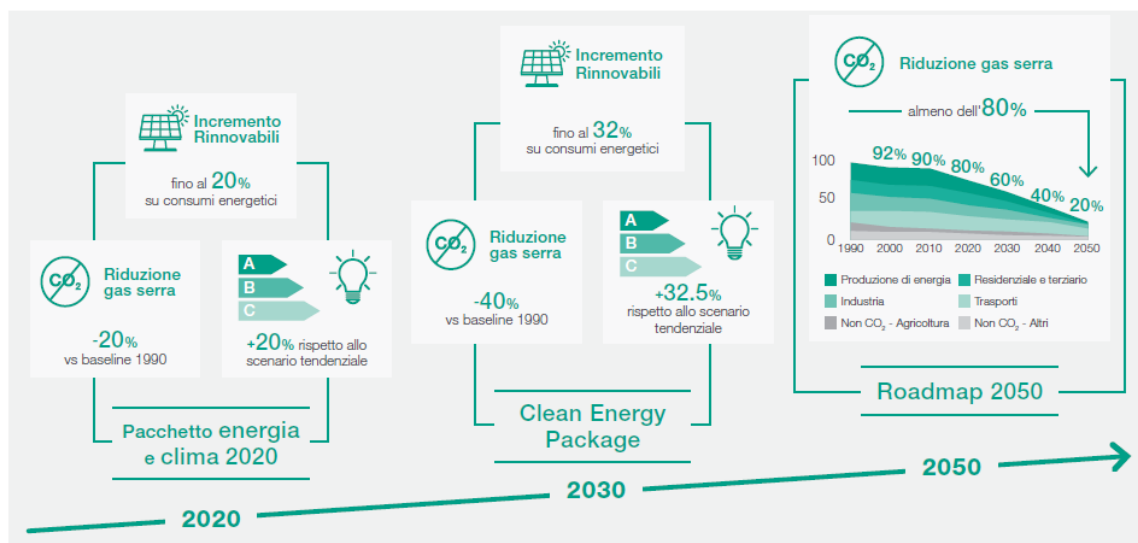 Incremento
Rinnovabili
fino al 20%
su consumi energetici
CO2
Riduzione
gas serra
-20%
vs baseline 1990
A
B
C
+20% rispetto allo
scenario tendenziale
Pacchetto energia
e clima 2020
2020
Incremento
Rinnovabili
fino al 32%
su consumi energetici
CO2
Riduzione
gas serra
-40%
vs baseline 1990
A
B
C
+32.5%
rispetto allo scenario
tendenziale
Clean Energy
Package
2030
CO2
Riduzione gas serra
almeno dell'80%
100
50
0
92%
90%
80%
60%
40%
20%
1990 2000 2010 2020 2030 2040 2050
Produzione di energia
Residenziale e terziario
Industria
Trasporti
Non CO2 - Agricoltura
Non CO2 - Altri
Roadmap 2050
2050